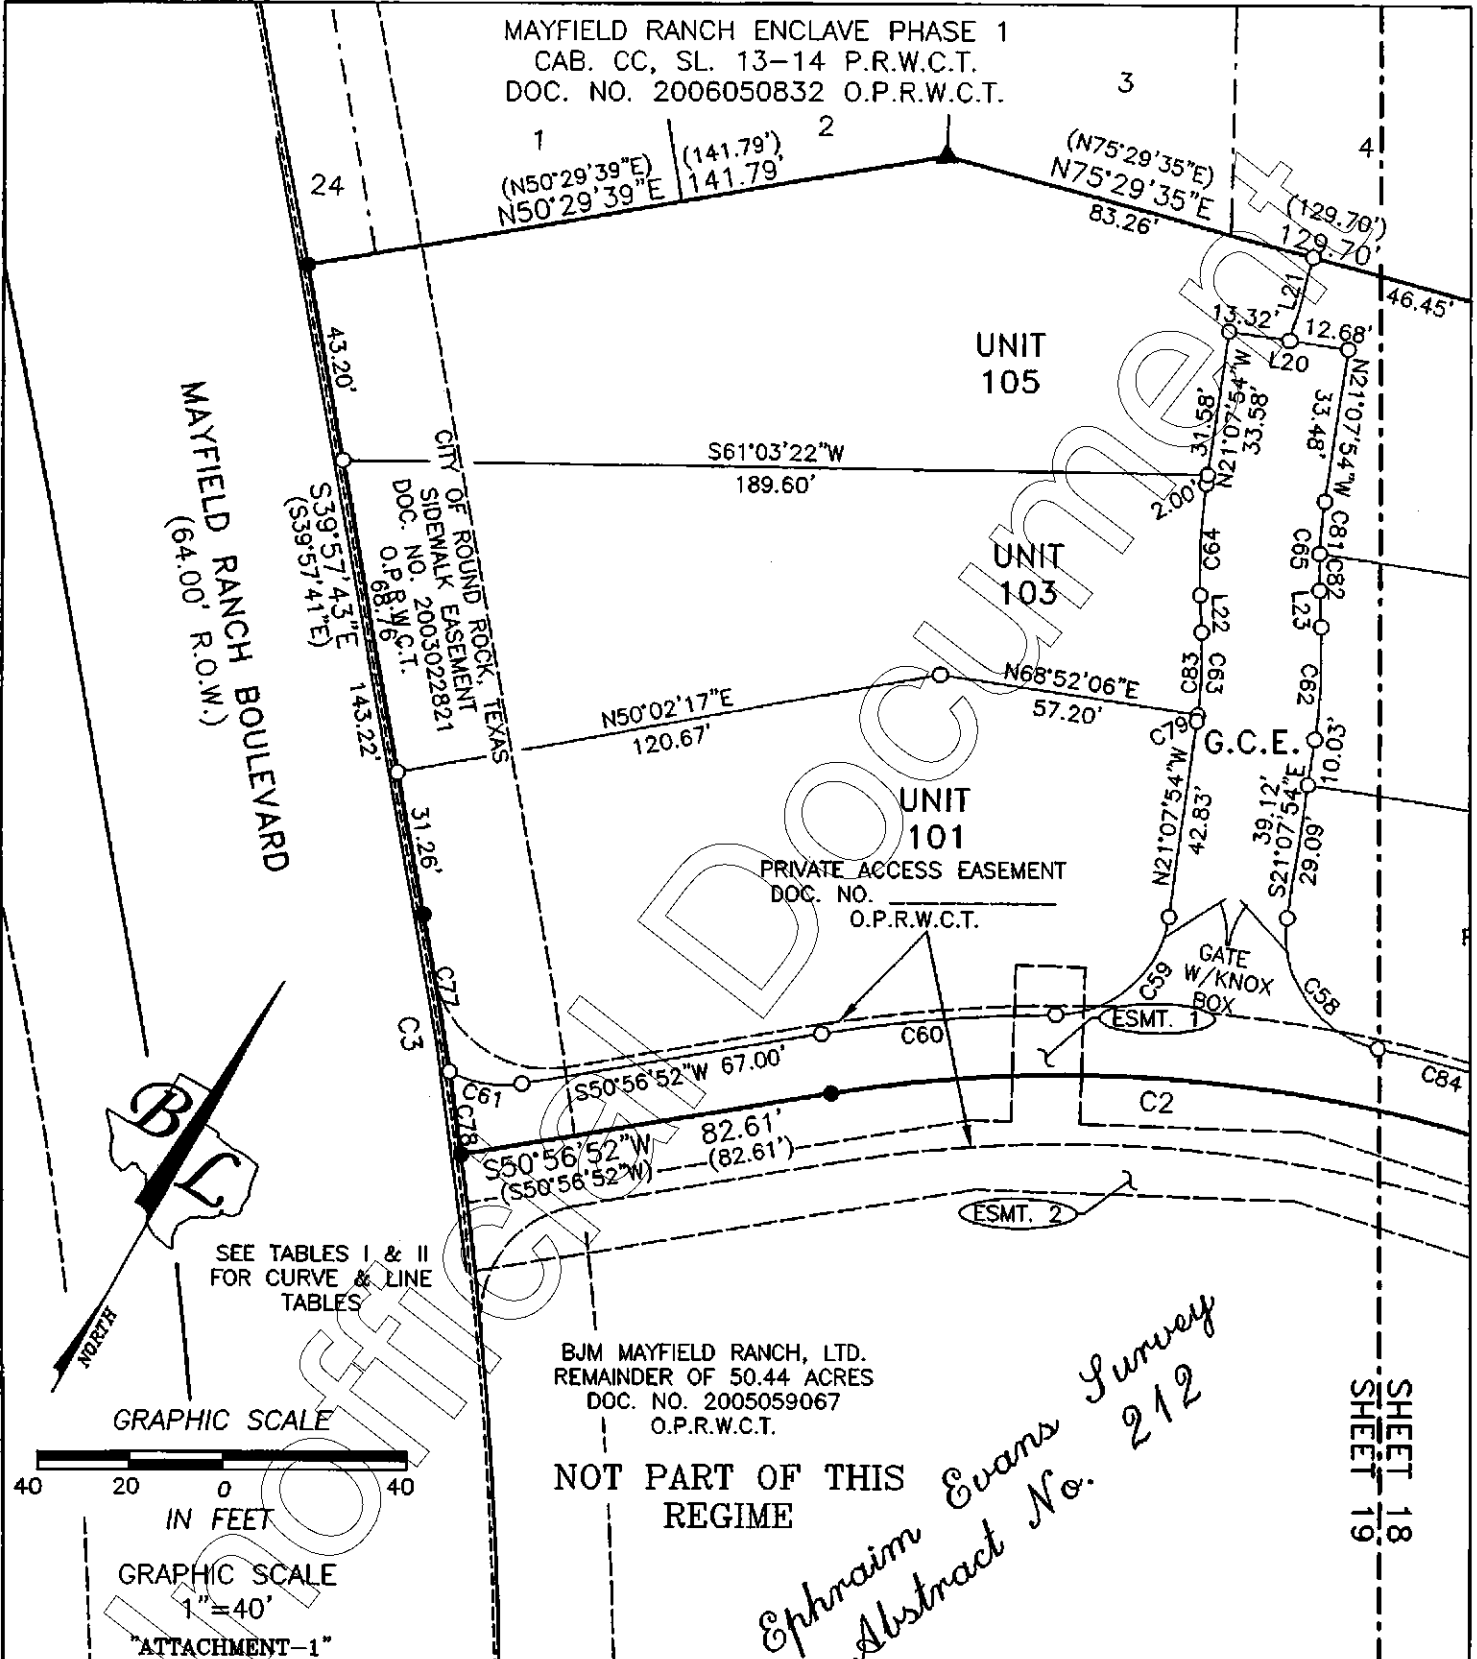 MAYFIELD RANCH ENCLAVE PHASE 1
CAB. CC, SL. 13-14 P.R.W.C.T.
DOC. NO. 2006050832 O.P.R.W.C.T.
1
2
3
4
24
(N50°29'39"E)
N50°29'39"E
(141.79')
141.79'
(N75°29'35"E)
N75°29'35"E
83.26'
(129.70')
129.70'
46.45'
L21
13.32'
12.68'
L20
UNIT
105
43.20'
31.58'
N21°07'54"W
33.58'
33.48'
N21°07'54"W
S61°03'22"W
189.60'
2.00'
MAYFIELD RANCH BOULEVARD
(64.00' R.O.W.)
S39°57'43"E
(S39°57'41"E)
68.76'
143.22'
CITY OF ROUND ROCK, TEXAS
SIDEWALK EASEMENT
DOC. NO. 2003022821
O.P.R.W.C.T.
UNIT
103
C64
C65
C81
C82
L22
L23
C83
C63
C62
N50°02'17"E
120.67'
N68°52'06"E
57.20'
C79
G.C.E.
10.03'
31.26'
UNIT
101
N21°07'54"W
42.83'
39.12'
S21°07'54"E
29.09'
PRIVATE ACCESS EASEMENT
DOC. NO.
O.P.R.W.C.T.
GATE
W/KNOX
BOX
C59
C58
C77
C3
C60
ESMT. 1
S50°56'52"W 67.00'
C61
C84
C78
C2
S50°56'52"W
(S50°56'52"W)
82.61'
(82.61')
ESMT. 2
B
L
NORTH
SEE TABLES I & II
FOR CURVE & LINE
TABLES
BJM MAYFIELD RANCH, LTD.
REMAINDER OF 50.44 ACRES
DOC. NO. 2005059067
O.P.R.W.C.T.
NOT PART OF THIS
REGIME
Ephraim Evans Survey
Abstract No. 212
SHEET 18
SHEET 19
GRAPHIC SCALE
40 20 0 40
IN FEET
GRAPHIC SCALE
1"=40'
"ATTACHMENT-1"
Unofficial Document